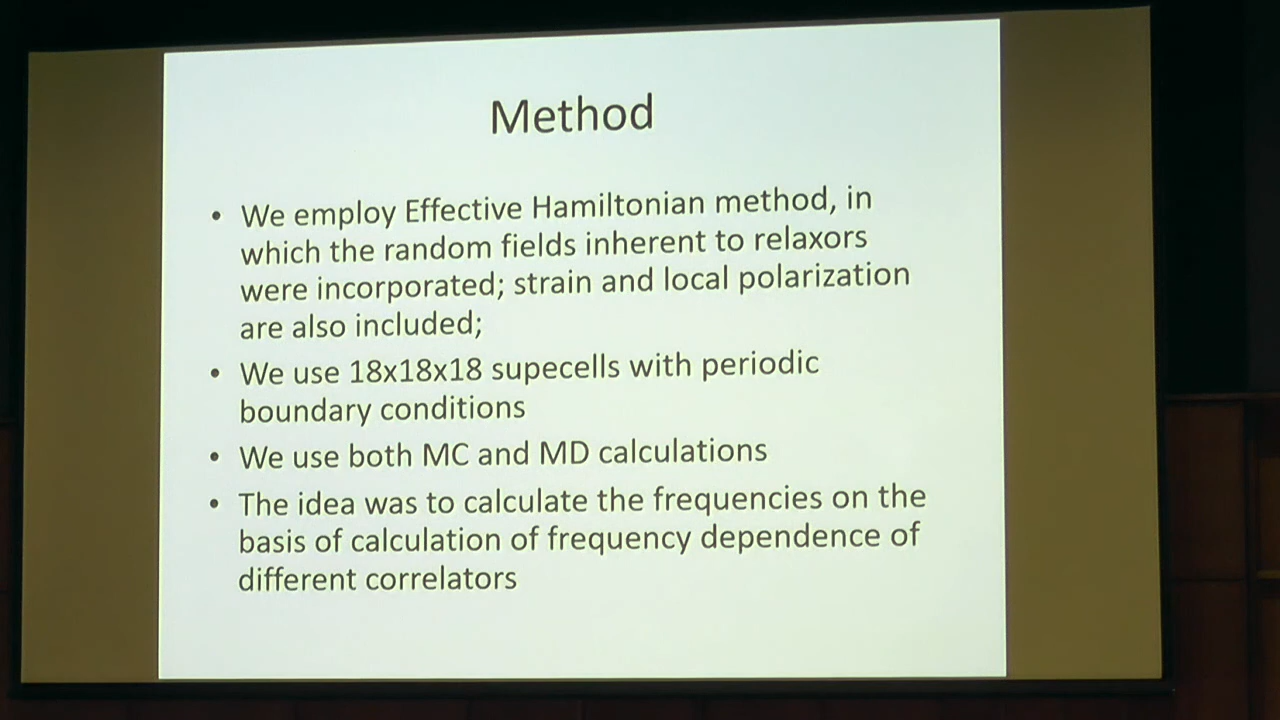 Method
• We employ Effective Hamiltonian method, in
which the random fields inherent to relaxors
were incorporated; strain and local polarization
are also included;
• We use 18x18x18 supecells with periodic
boundary conditions
• We use both MC and MD calculations
• The idea was to calculate the frequencies on the
basis of calculation of frequency dependence of
different correlators